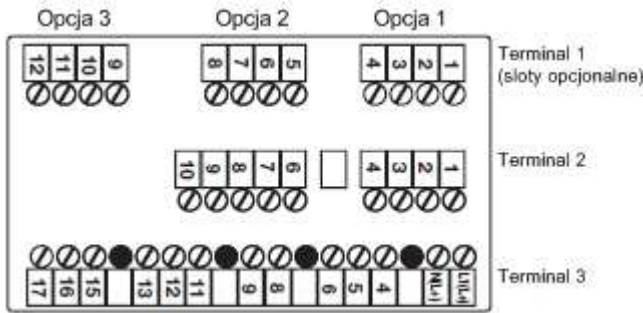 Opcja 3 Opcja 2 Opcja 1
12 11 10 9 8 7 6 5 4 3 2 1 Terminal 1
(sloty opcjonalne)
10 9 8 7 6 4 3 2 1 Terminal 2
17 16 15 13 12 11 9 8 6 5 4 N(L+) L1(L+) Terminal 3